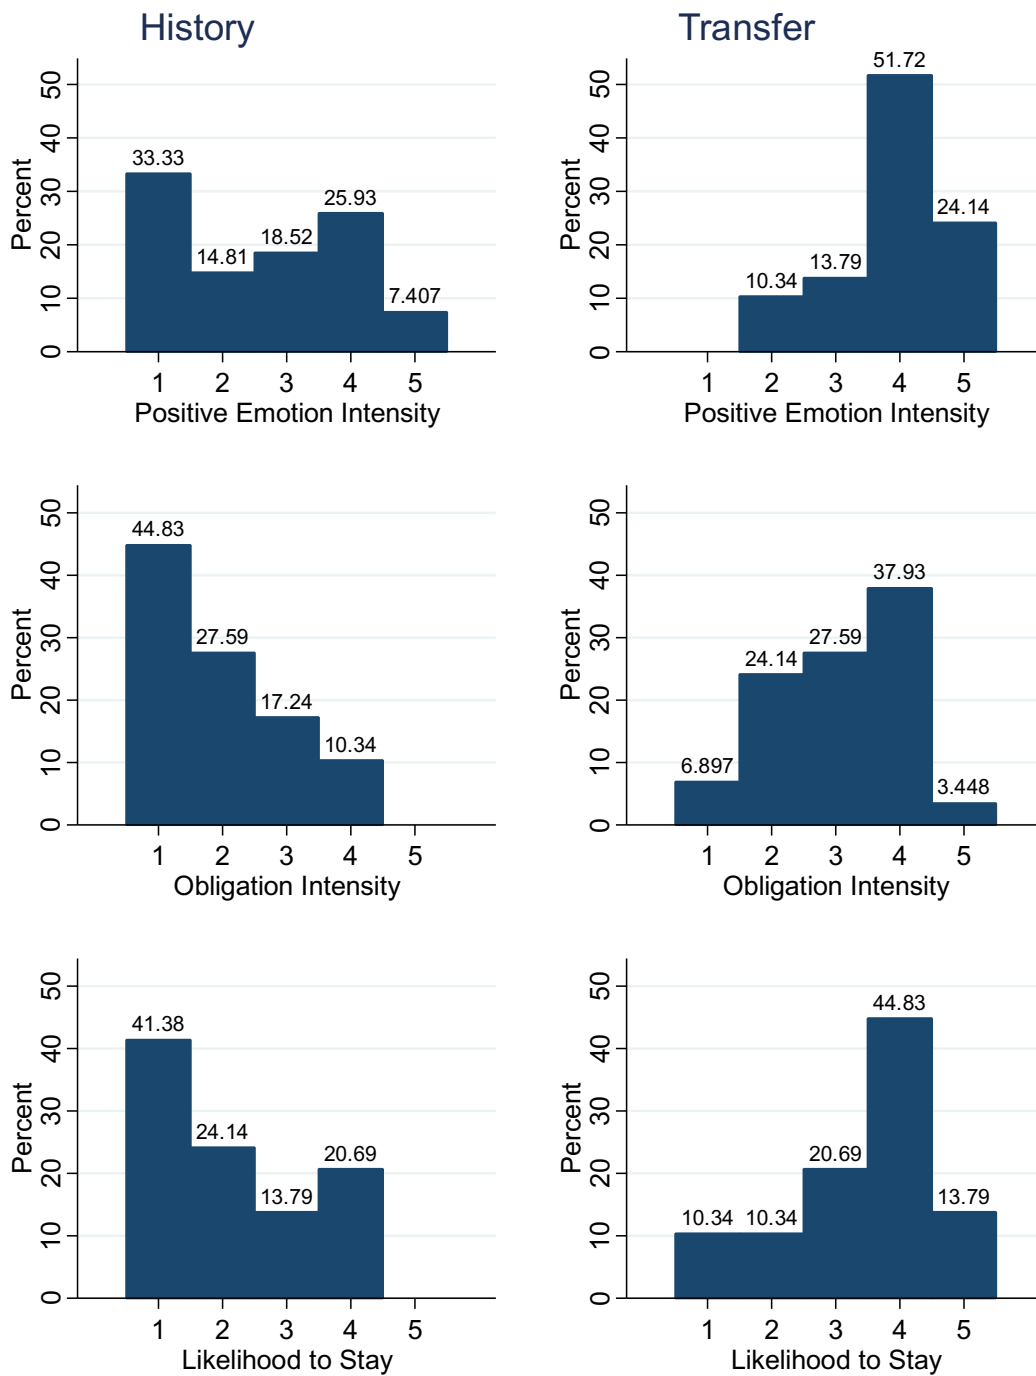 History
Transfer
Percent
0 10 20 30 40 50
33.33
14.81
18.52
25.93
7.407
1 2 3 4 5
Positive Emotion Intensity
Percent
0 10 20 30 40 50
10.34
13.79
51.72
24.14
1 2 3 4 5
Positive Emotion Intensity
Percent
0 10 20 30 40 50
44.83
27.59
17.24
10.34
1 2 3 4 5
Obligation Intensity
Percent
0 10 20 30 40 50
6.897
24.14
27.59
37.93
3.448
1 2 3 4 5
Obligation Intensity
Percent
0 10 20 30 40 50
41.38
24.14
13.79
20.69
1 2 3 4 5
Likelihood to Stay
Percent
0 10 20 30 40 50
10.34
10.34
20.69
44.83
13.79
1 2 3 4 5
Likelihood to Stay